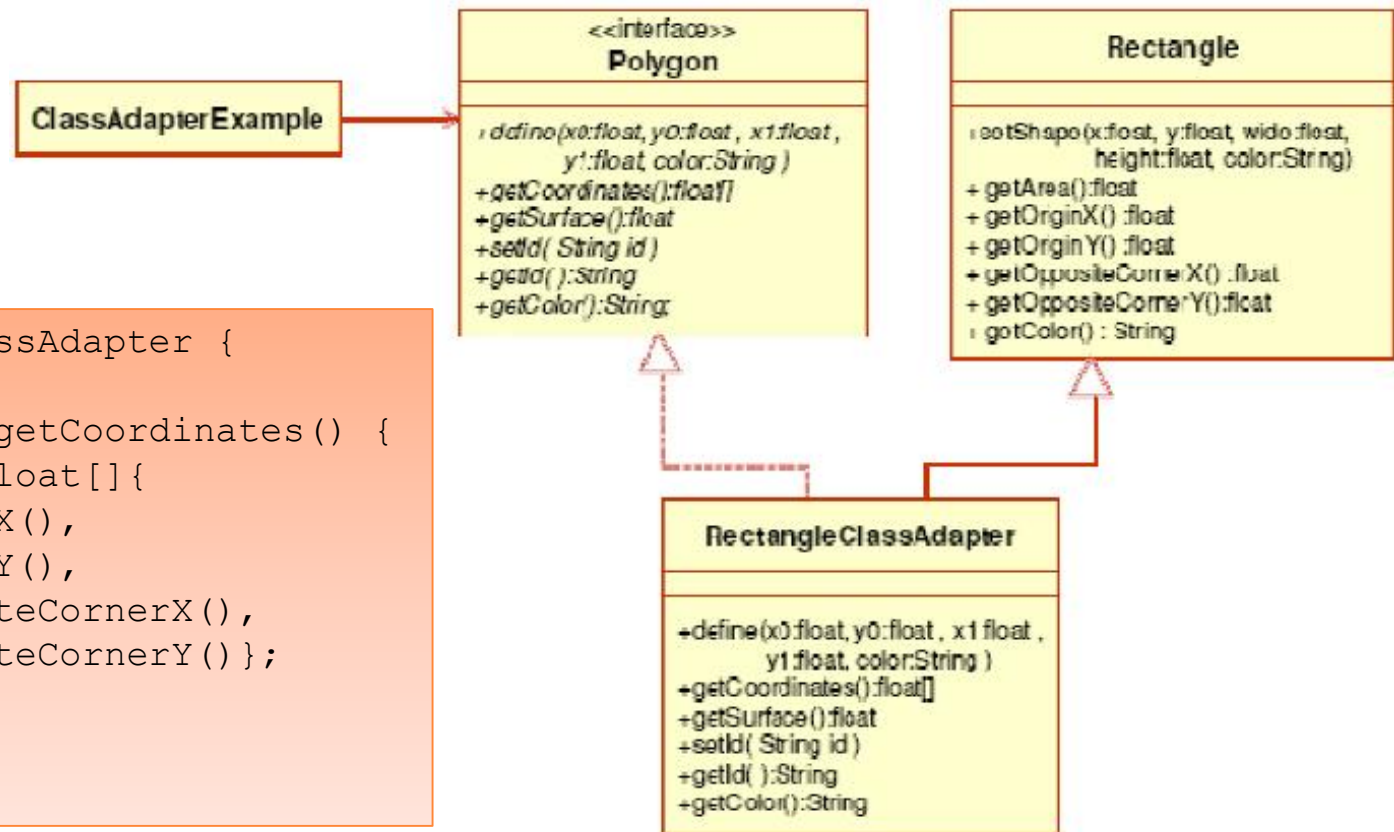 ClassAdapterExample
<<interface>>
Polygon
define(x0:float, y0:float , x1:float ,
y1:float, color:String )
+getCoordinates():float[]
+getSurface():float
+setId( String id )
+getId( ):String
+getColor():String;
Rectangle
setShape(x:float, y:float, wide:float,
height:float, color:String)
+ getArea():float
+ getOrginX() :float
+ getOrginY() :float
+ getOppositeCornerX() :float
+ getOppositeCornerY():float
getColor() : String
ssAdapter {
getCoordinates() {
loat[]{
X(),
Y(),
teCornerX(),
teCornerY()};
RectangleClassAdapter
+define(x0:float, y0:float , x1:float ,
y1:float, color:String )
+getCoordinates():float[]
+getSurface():float
+setId( String id )
+getId( ):String
+getColor():String